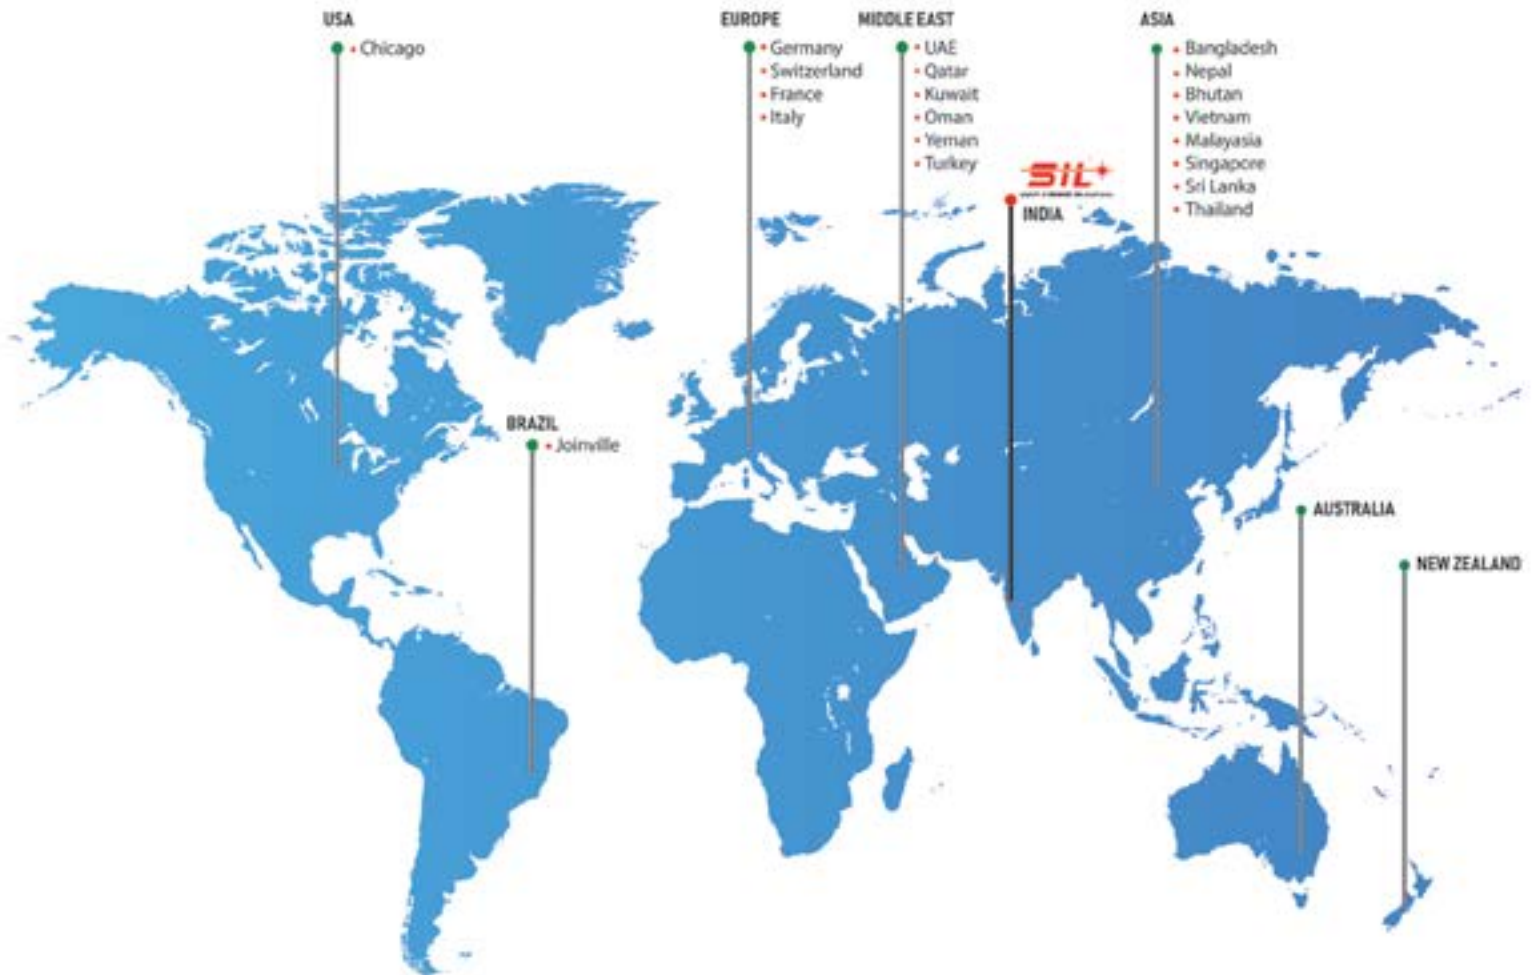 USA
• Chicago
EUROPE
• Germany
• Switzerland
• France
• Italy
MIDDLE EAST
• UAE
• Qatar
• Kuwait
• Oman
• Yeman
• Turkey
SIL
INDIA
ASIA
• Bangladesh
• Nepal
• Bhutan
• Vietnam
• Malayasia
• Singapore
• Sri Lanka
• Thailand
BRAZIL
• Joinville
AUSTRALIA
NEW ZEALAND